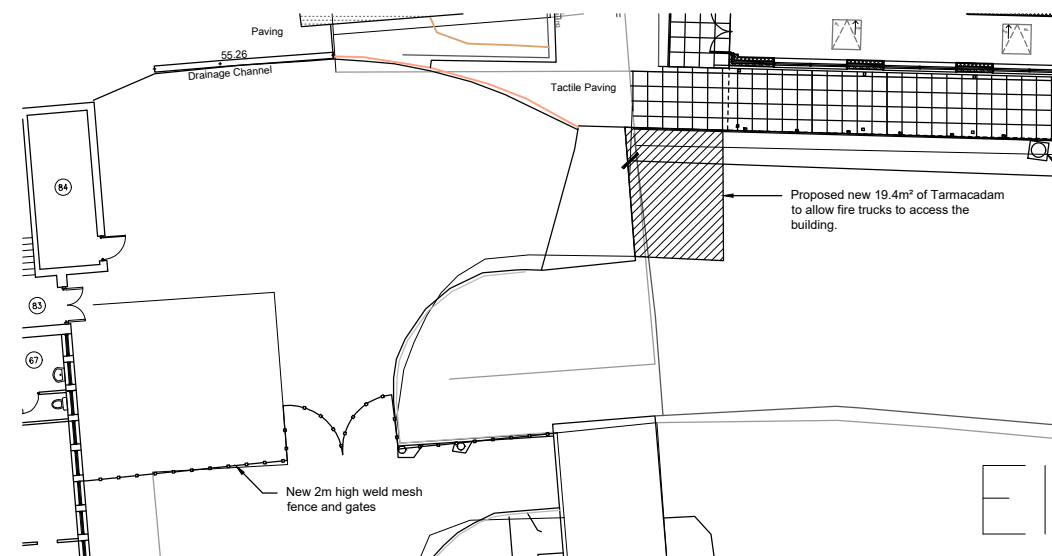 Paving
55.26
Drainage Channel
Tactile Paving
84
Proposed new 19.4m² of Tarmacadam
to allow fire trucks to access the
building.
83
67
New 2m high weld mesh
fence and gates